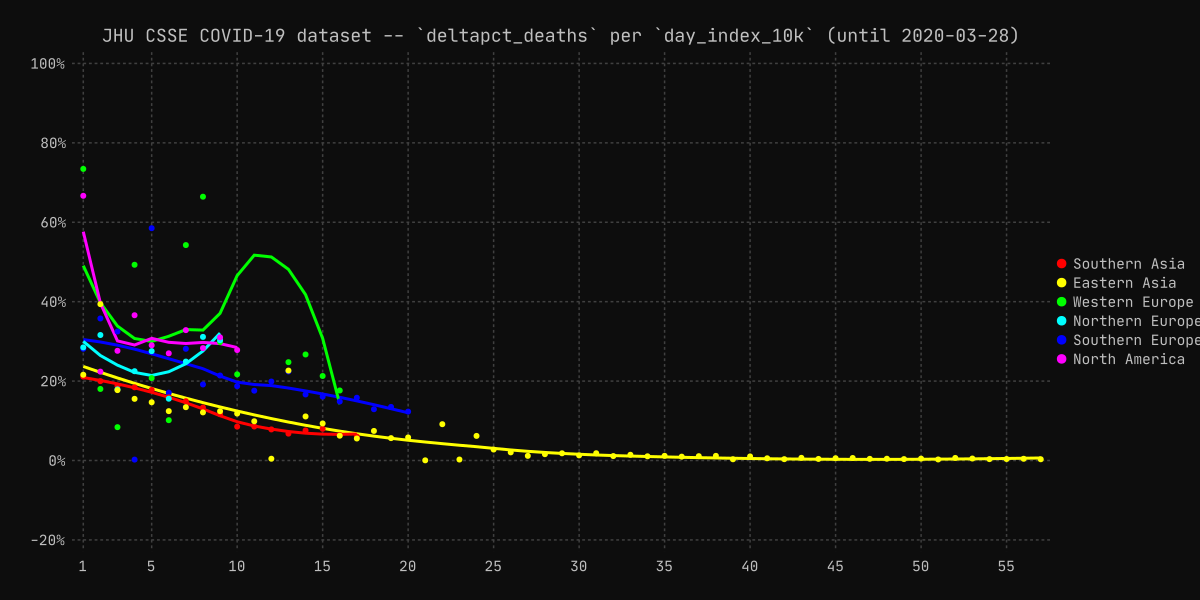 JHU CSSE COVID-19 dataset -- `deltapct_deaths` per `day_index_10k` (until 2020-03-28)
100%
80%
60%
40%
20%
0%
-20%
1 5 10 15 20 25 30 35 40 45 50 55
Southern Asia
Eastern Asia
Western Europe
Northern Europe
Southern Europe
North America